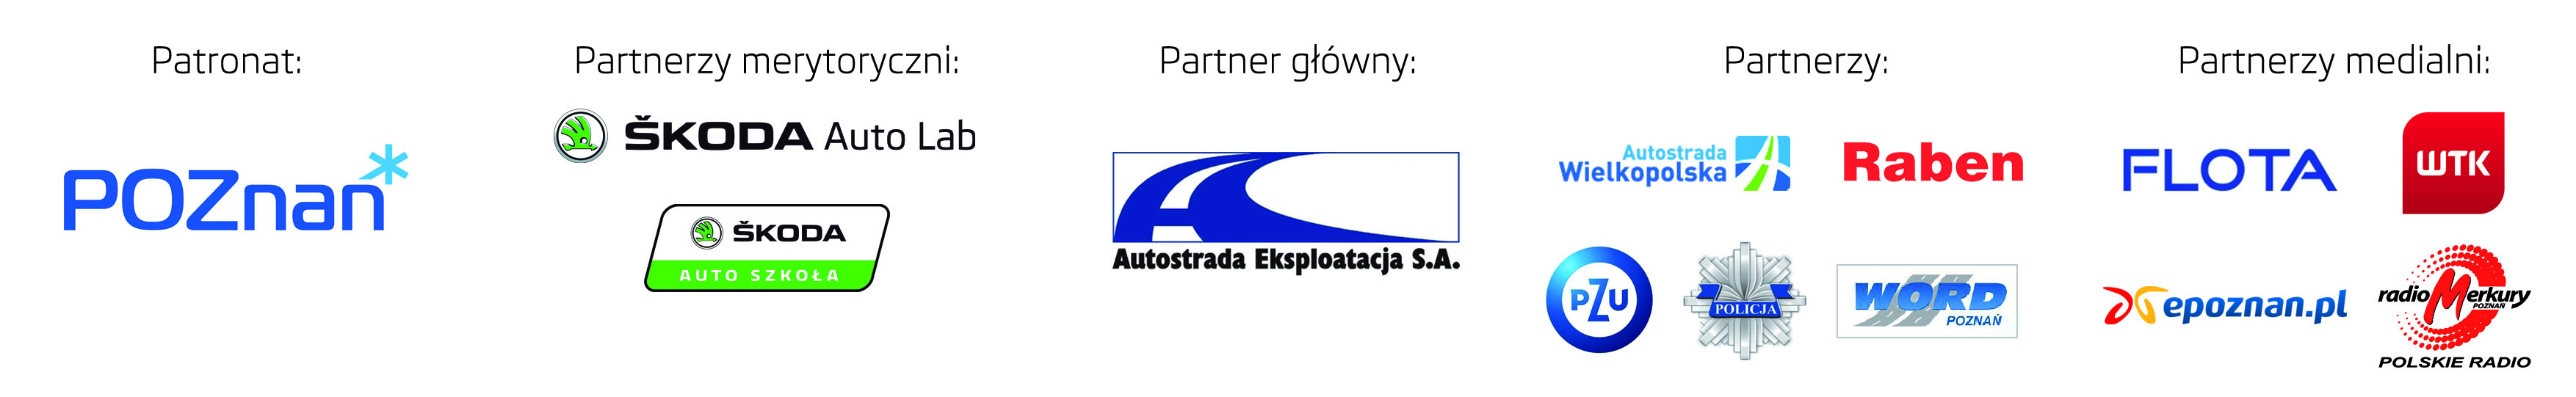 Patronat:
POZnań*
Partnerzy merytoryczni:
ŠKODA Auto Lab
ŠKODA
AUTO SZKOŁA
Partner główny:
Autostrada Eksploatacja S.A.
Partnerzy:
Autostrada
Wielkopolska
Raben
PZU
POLICJA
WORD
POZNAŃ
Partnerzy medialni:
FLOTA
WTK
epoznan.pl
radio Merkury
POZNAŃ
POLSKIE RADIO